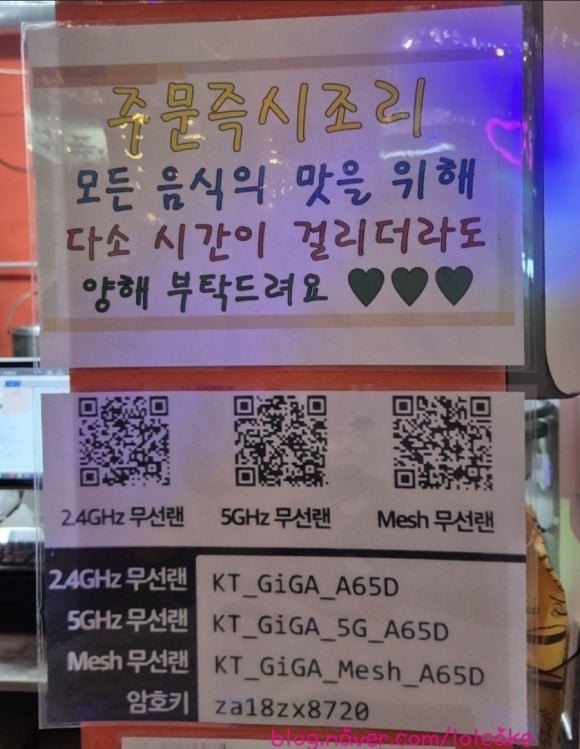 주문즉시조리
모든 음식의 맛을 위해
다소 시간이 걸리더라도
양해 부탁드려요 ♥♥♥
2.4GHz 무선랜 5GHz 무선랜 Mesh 무선랜
2.4GHz 무선랜 KT_GiGA_A65D
5GHz 무선랜 KT_GiGA_5G_A65D
Mesh 무선랜 KT_GiGA_Mesh_A65D
암호키 za18zx8720
blog.naver.com/lolcake